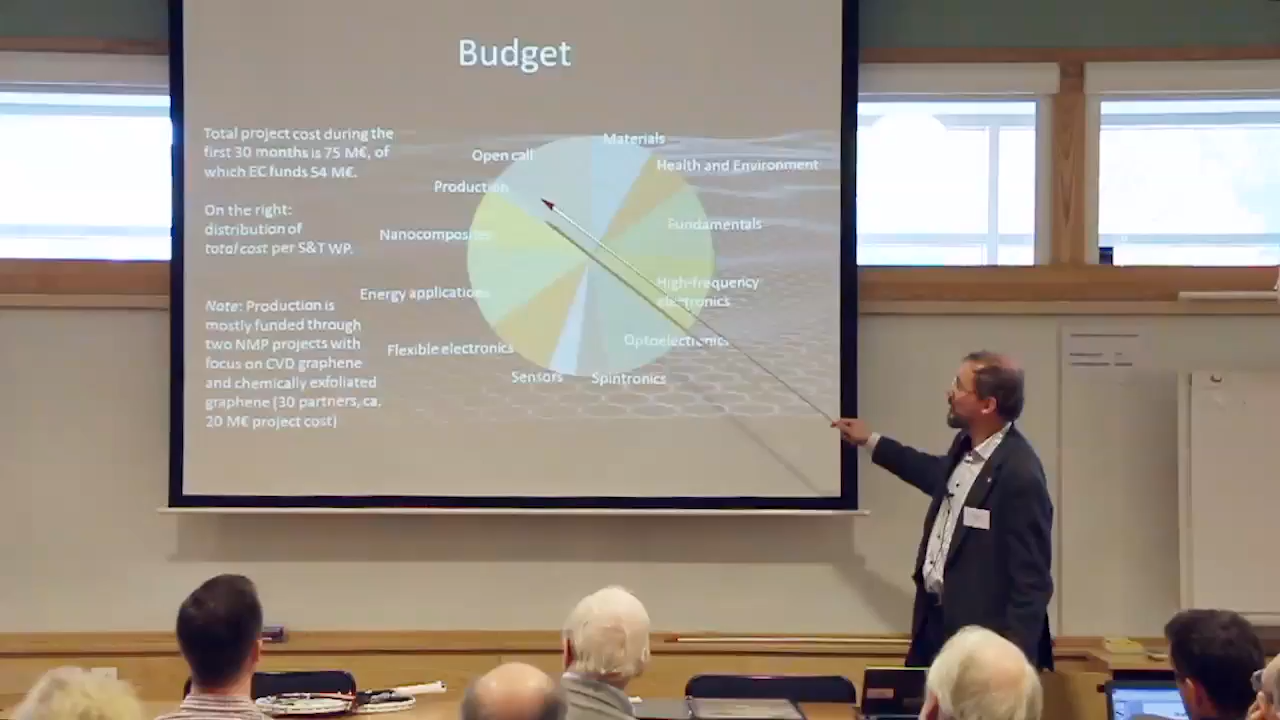 Budget
Total project cost during the
first 30 months is 75 M€, of
which EC funds 54 M€.
On the right:
distribution of
total cost per S&T WP.
Note: Production is
mostly funded through
two NMP projects with
focus on CVD graphene
and chemically exfoliated
graphene (30 partners, ca.
20 M€ project cost)
Materials
Health and Environment
Fundamentals
High-frequency
electronics
Optoelectronics
Spintronics
Sensors
Flexible electronics
Energy applications
Nanocomposites
Production
Open call